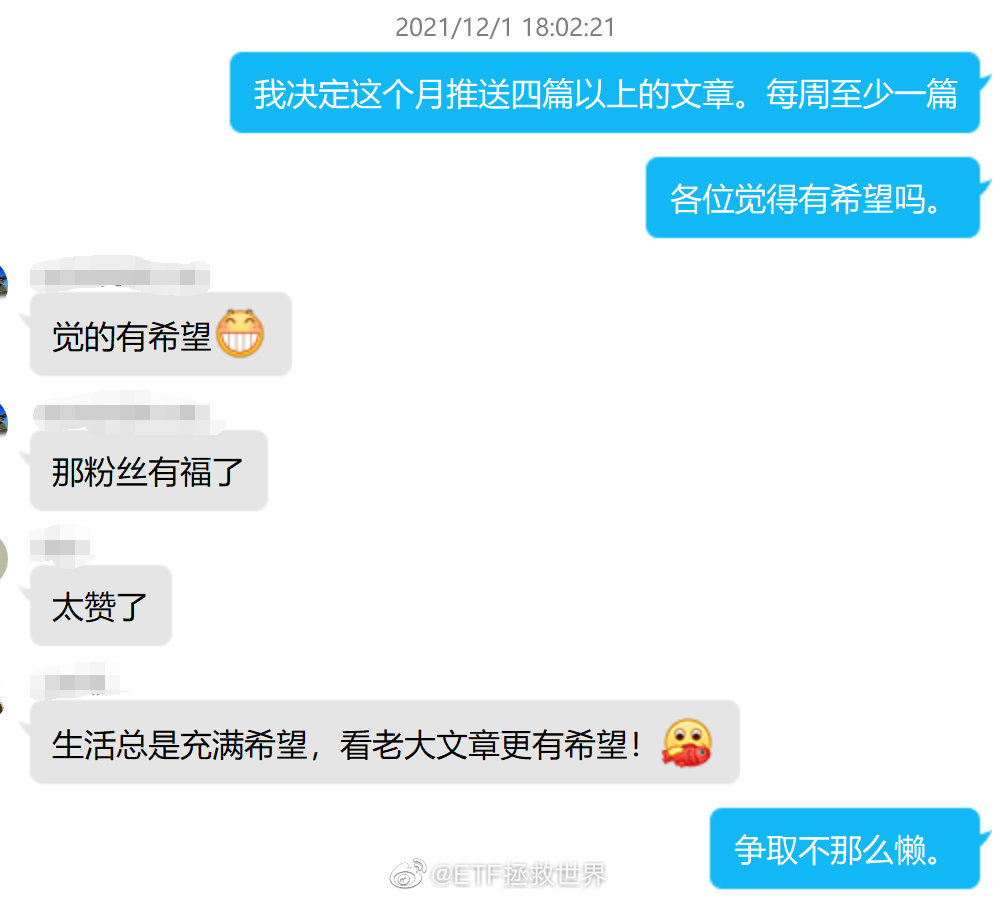 2021/12/1 18:02:21
我决定这个月推送四篇以上的文章。每周至少一篇
各位觉得有希望吗。
觉的有希望
那粉丝有福了
太赞了
生活总是充满希望，看老大文章更有希望！
争取不那么懒。
@ETF拯救世界